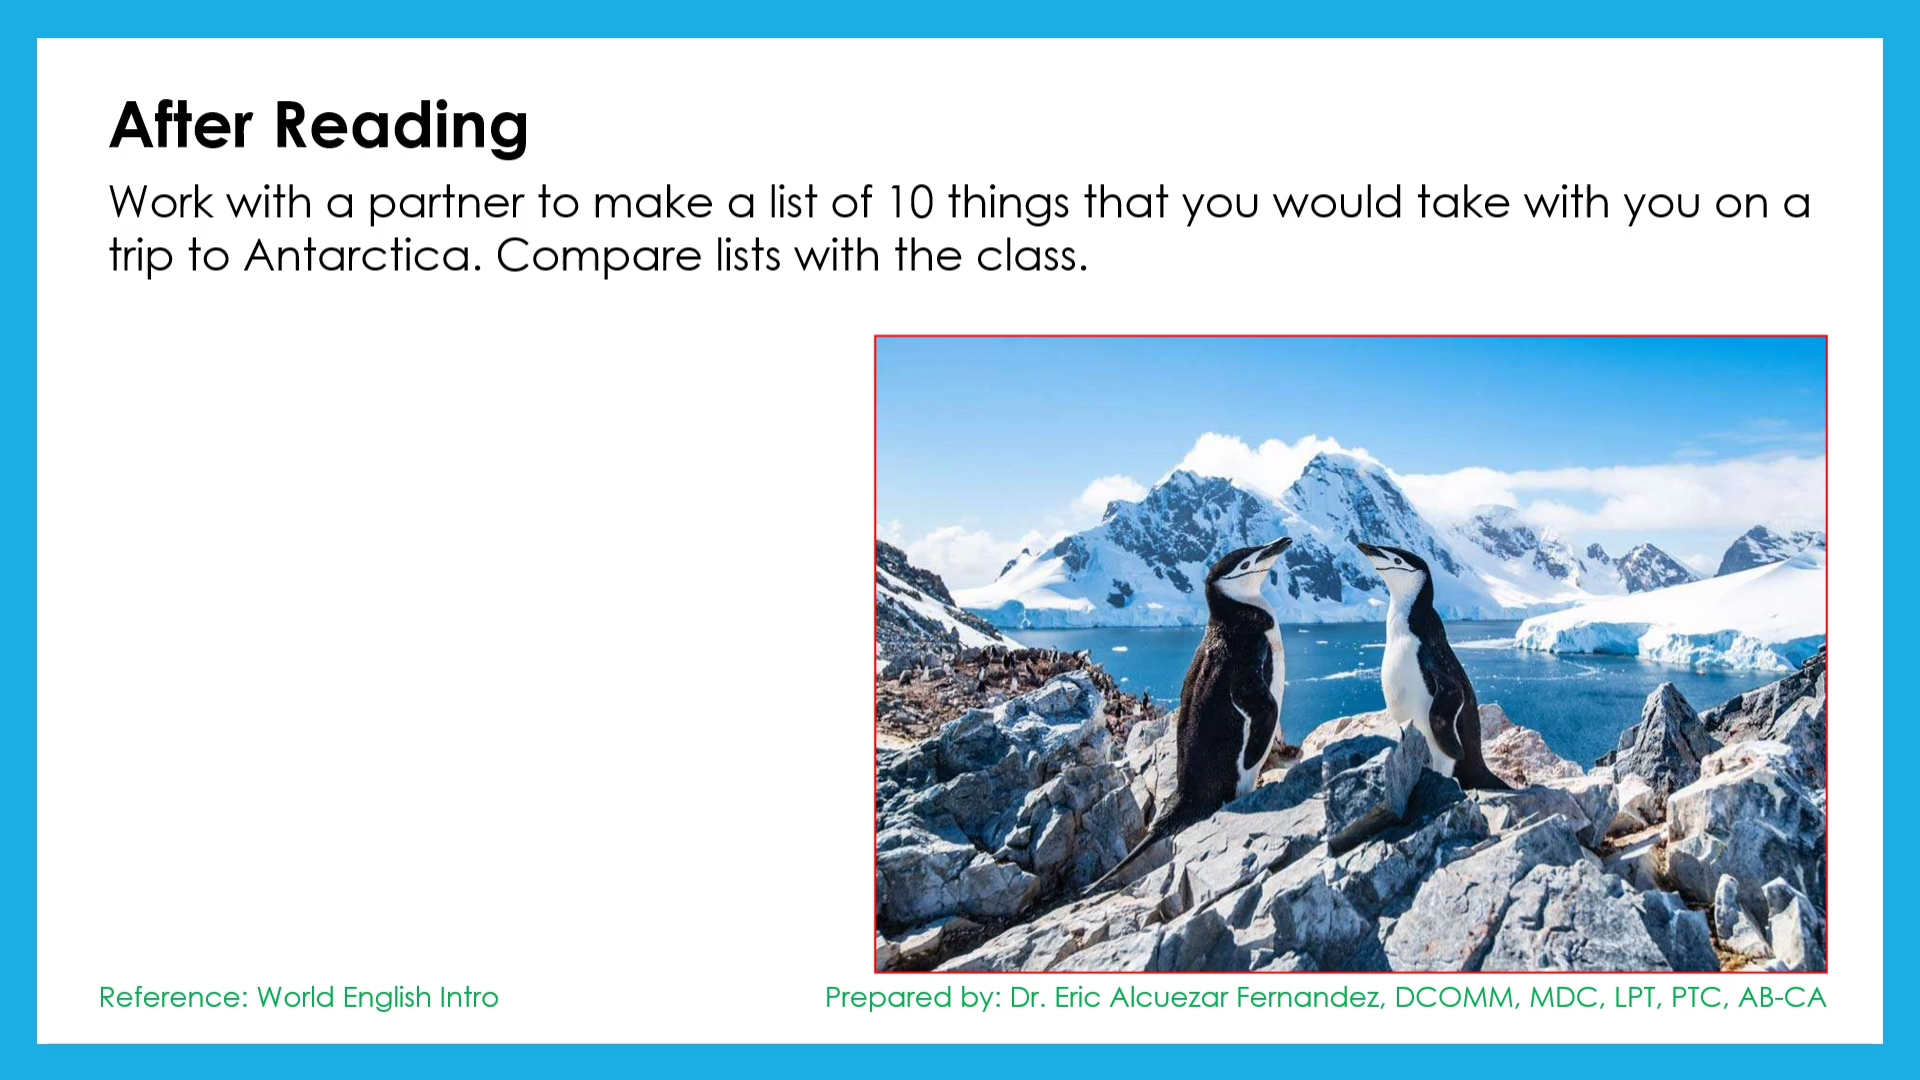 After Reading
Work with a partner to make a list of 10 things that you would take with you on a
trip to Antarctica. Compare lists with the class.
Reference: World English Intro
Prepared by: Dr. Eric Alcuezar Fernandez, DCOMM, MDC, LPT, PTC, AB-CA